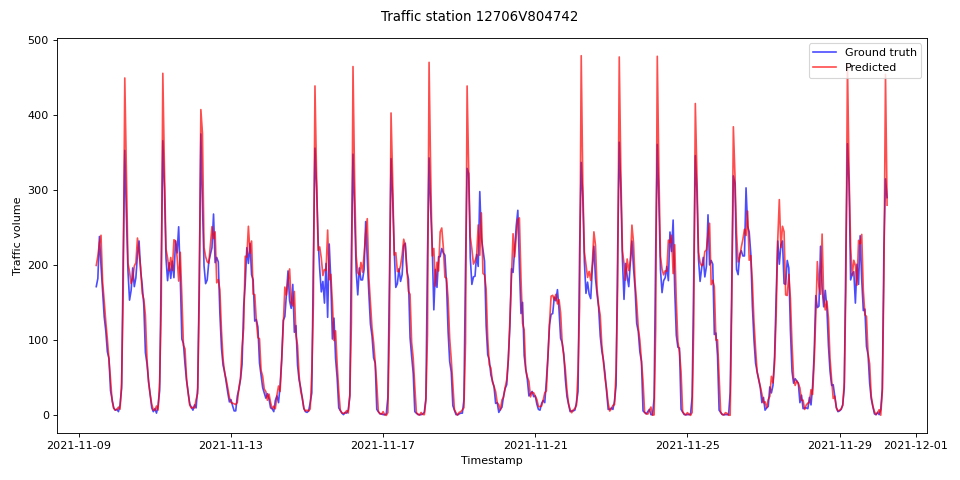 Traffic station 12706V804742
Ground truth
Predicted
500
400
300
200
100
0
Traffic volume
2021-11-09
2021-11-13
2021-11-17
2021-11-21
2021-11-25
2021-11-29
2021-12-01
Timestamp